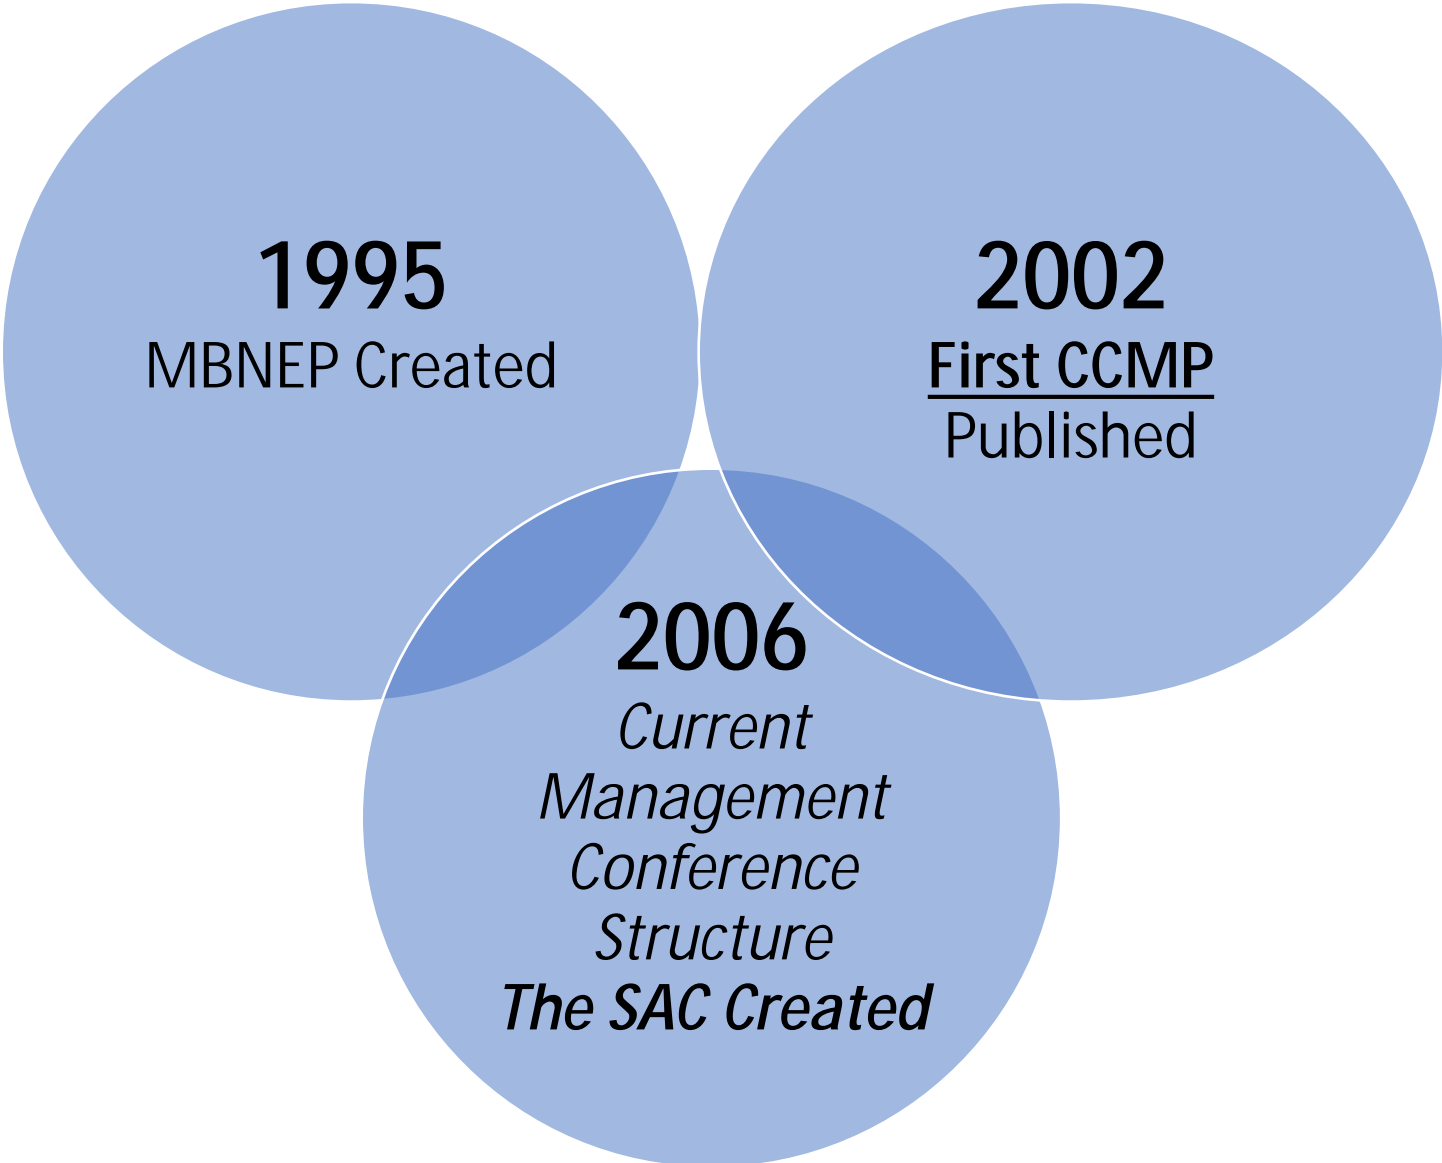 1995
MBNEP Created
2002
First CCMP
Published
2006
Current
Management
Conference
Structure
The SAC Created